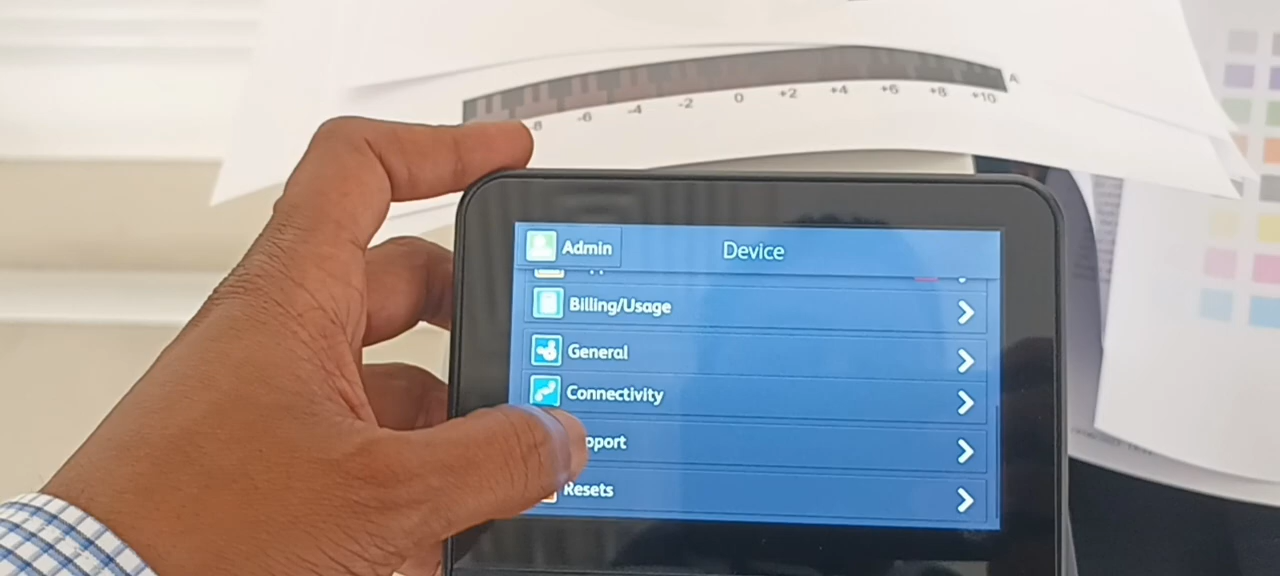 -8 -6 -4 -2 0 +2 +4 +6 +8 +10 A
Admin
Device
Billing/Usage
General
Connectivity
pport
Resets